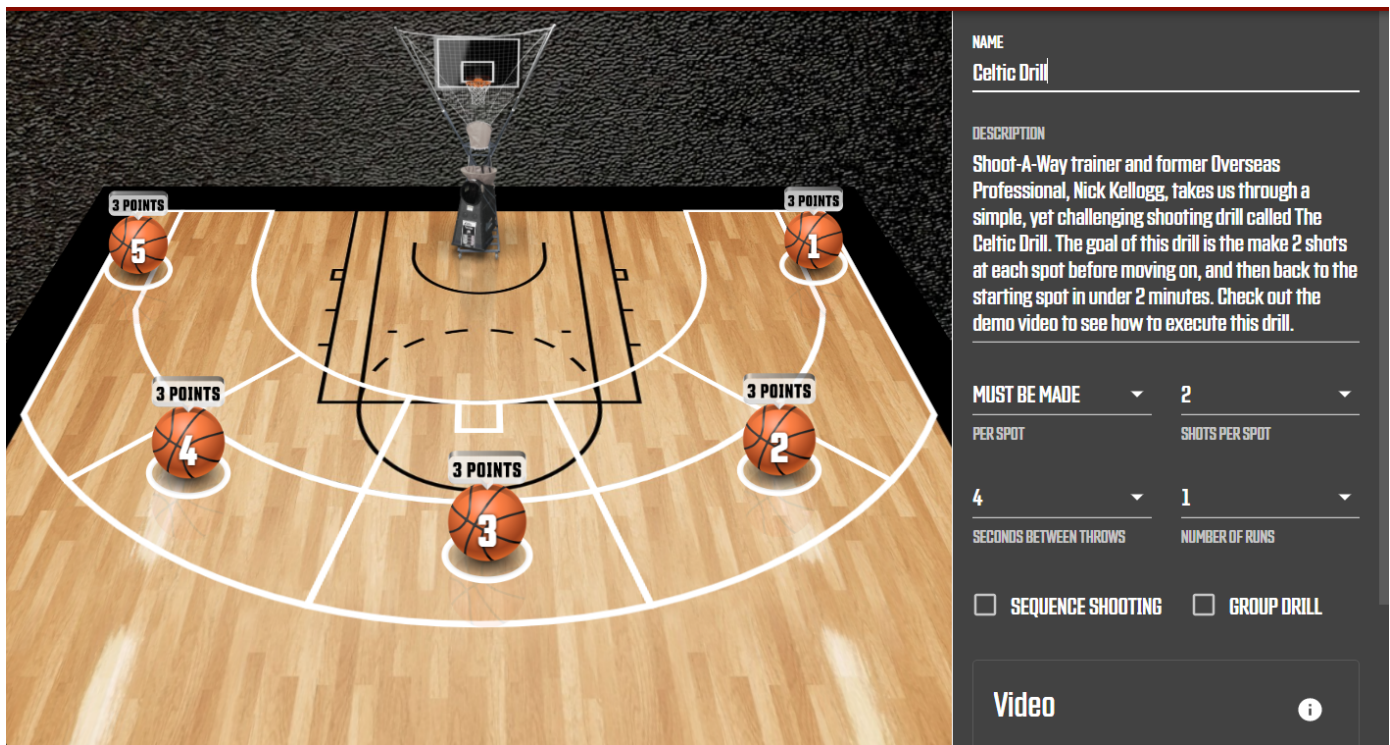 3 POINTS
5
3 POINTS
1
3 POINTS
4
3 POINTS
2
3 POINTS
3
NAME
Celtic Drill
DESCRIPTION
Shoot-A-Way trainer and former Overseas
Professional, Nick Kellogg, takes us through a
simple, yet challenging shooting drill called The
Celtic Drill. The goal of this drill is the make 2 shots
at each spot before moving on, and then back to the
starting spot in under 2 minutes. Check out the
demo video to see how to execute this drill.
MUST BE MADE
2
PER SPOT
SHOTS PER SPOT
4
1
SECONDS BETWEEN THROWS
NUMBER OF RUNS
SEQUENCE SHOOTING
GROUP DRILL
Video